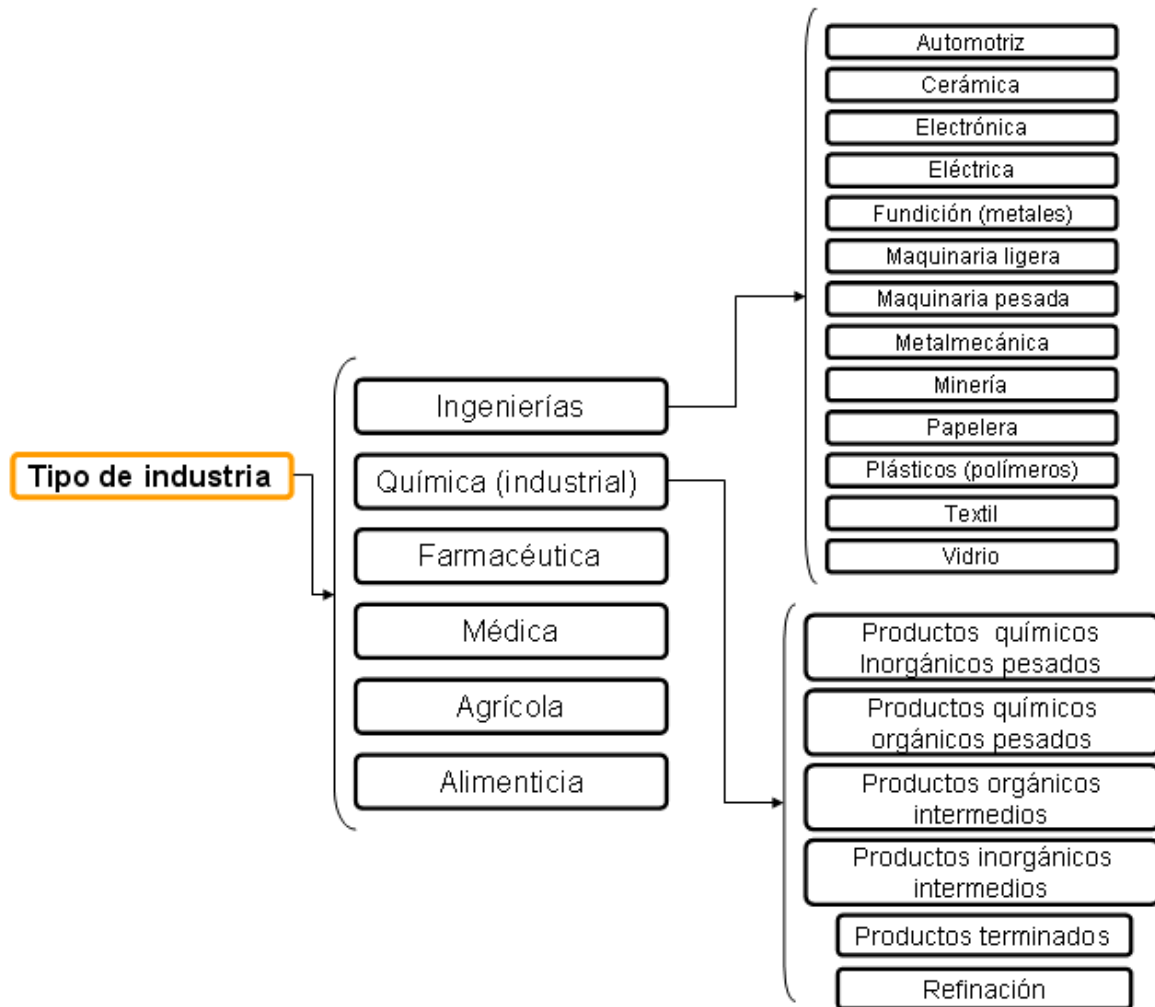 Tipo de industria
Ingenierías
Química (industrial)
Farmacéutica
Médica
Agrícola
Alimenticia
Automotriz
Cerámica
Electrónica
Eléctrica
Fundición (metales)
Maquinaria ligera
Maquinaria pesada
Metalmecánica
Minería
Papelera
Plásticos (polímeros)
Textil
Vidrio
Productos químicos
Inorgánicos pesados
Productos químicos
orgánicos pesados
Productos orgánicos
intermedios
Productos inorgánicos
intermedios
Productos terminados
Refinación